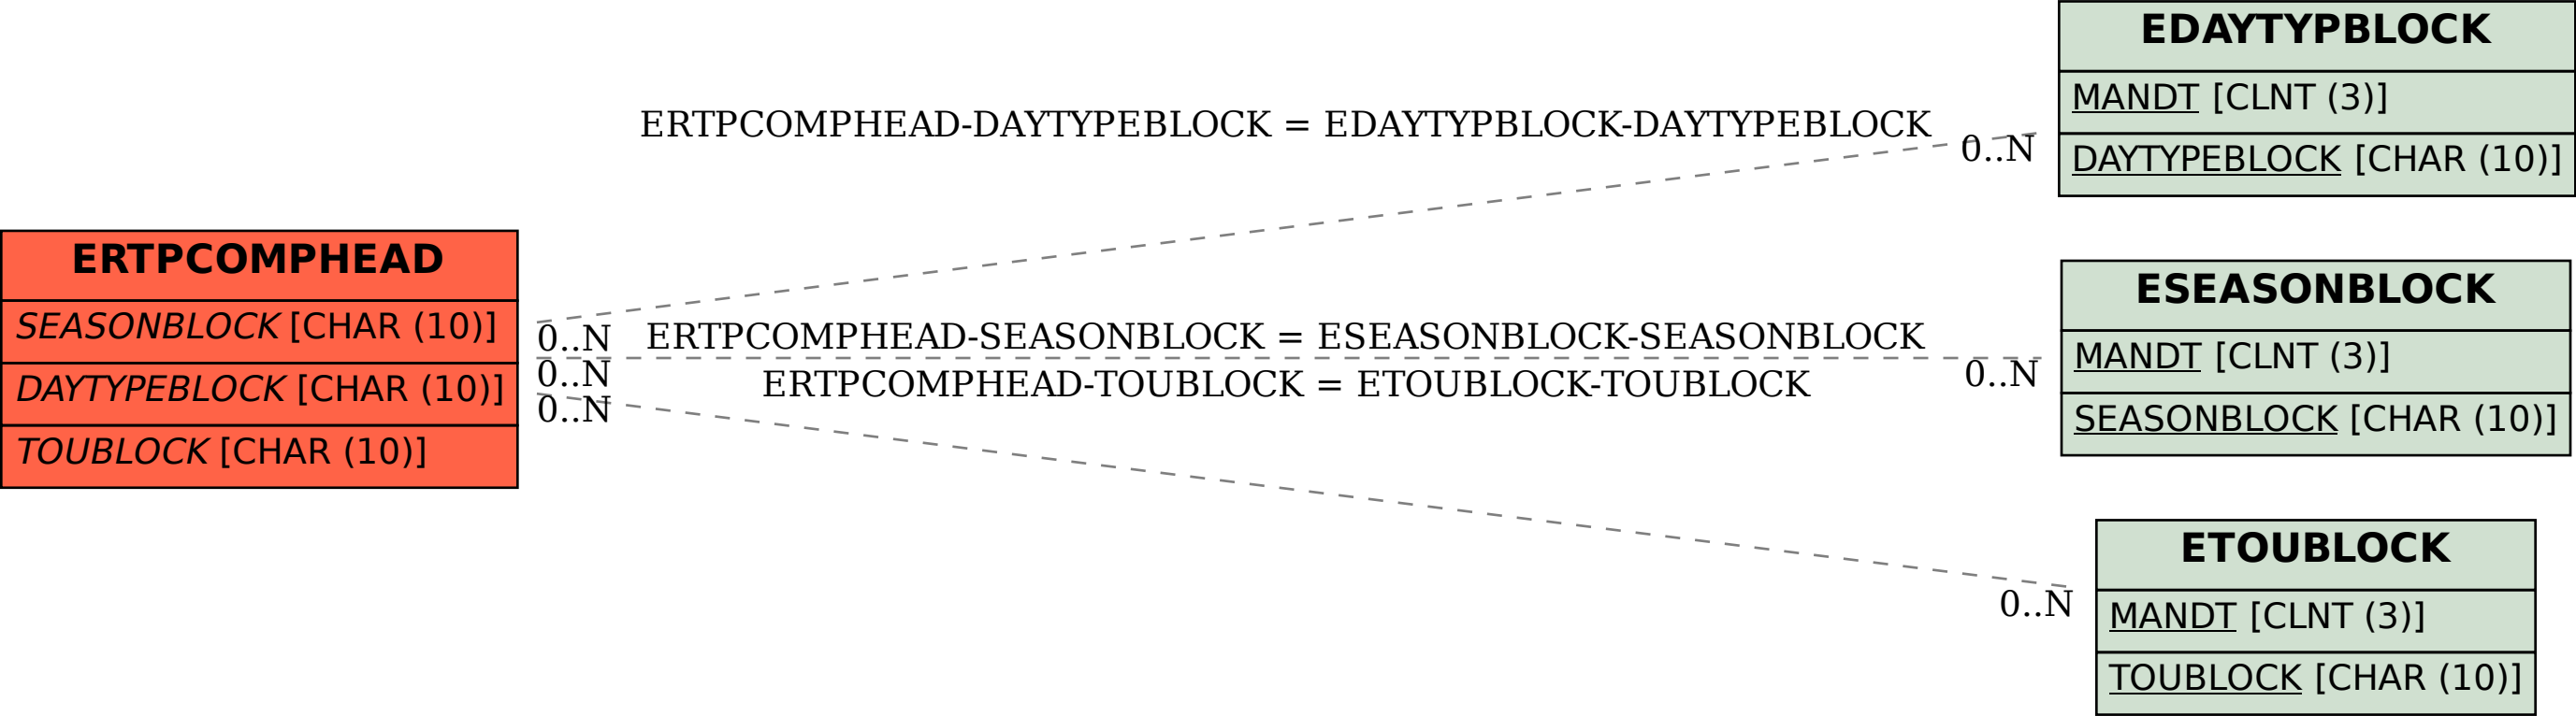 EDAYTYPBLOCK
MANDT [CLNT (3)]
DAYTYPEBLOCK [CHAR (10)]
ERTPCOMPHEAD-DAYTYPEBLOCK = EDAYTYPBLOCK-DAYTYPEBLOCK
0..N
ERTPCOMPHEAD
SEASONBLOCK [CHAR (10)]
DAYTYPEBLOCK [CHAR (10)]
TOUBLOCK [CHAR (10)]
0..N
0..N
0..N
ERTPCOMPHEAD-SEASONBLOCK = ESEASONBLOCK-SEASONBLOCK
ERTPCOMPHEAD-TOUBLOCK = ETOUBLOCK-TOUBLOCK
0..N
ESEASONBLOCK
MANDT [CLNT (3)]
SEASONBLOCK [CHAR (10)]
0..N
ETOUBLOCK
MANDT [CLNT (3)]
TOUBLOCK [CHAR (10)]